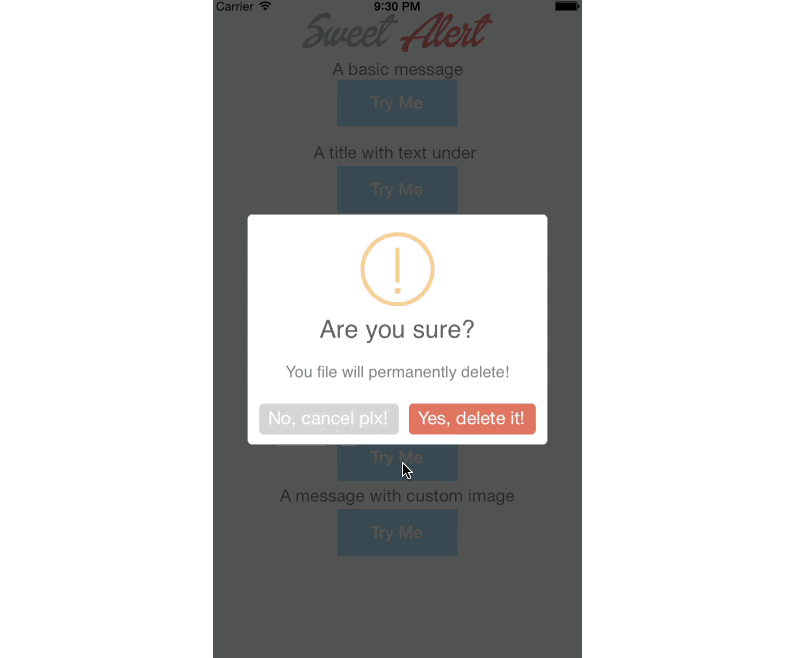 Carrier 9:30 PM
Sweet Alert
A basic message
Try Me
A title with text under
Try Me
!
Are you sure?
You file will permanently delete!
No, cancel plx! Yes, delete it!
Try Me
A message with custom image
Try Me